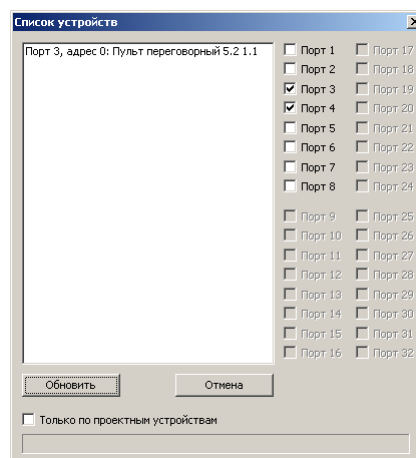 Список устройств
Порт 3, адрес 0: Пульт переговорный 5.2 1.1
Порт 1
Порт 2
Порт 3
Порт 4
Порт 5
Порт 6
Порт 7
Порт 8
Порт 9
Порт 10
Порт 11
Порт 12
Порт 13
Порт 14
Порт 15
Порт 16
Порт 17
Порт 18
Порт 19
Порт 20
Порт 21
Порт 22
Порт 23
Порт 24
Порт 25
Порт 26
Порт 27
Порт 28
Порт 29
Порт 30
Порт 31
Порт 32
Обновить
Отмена
Только по проектным устройствам